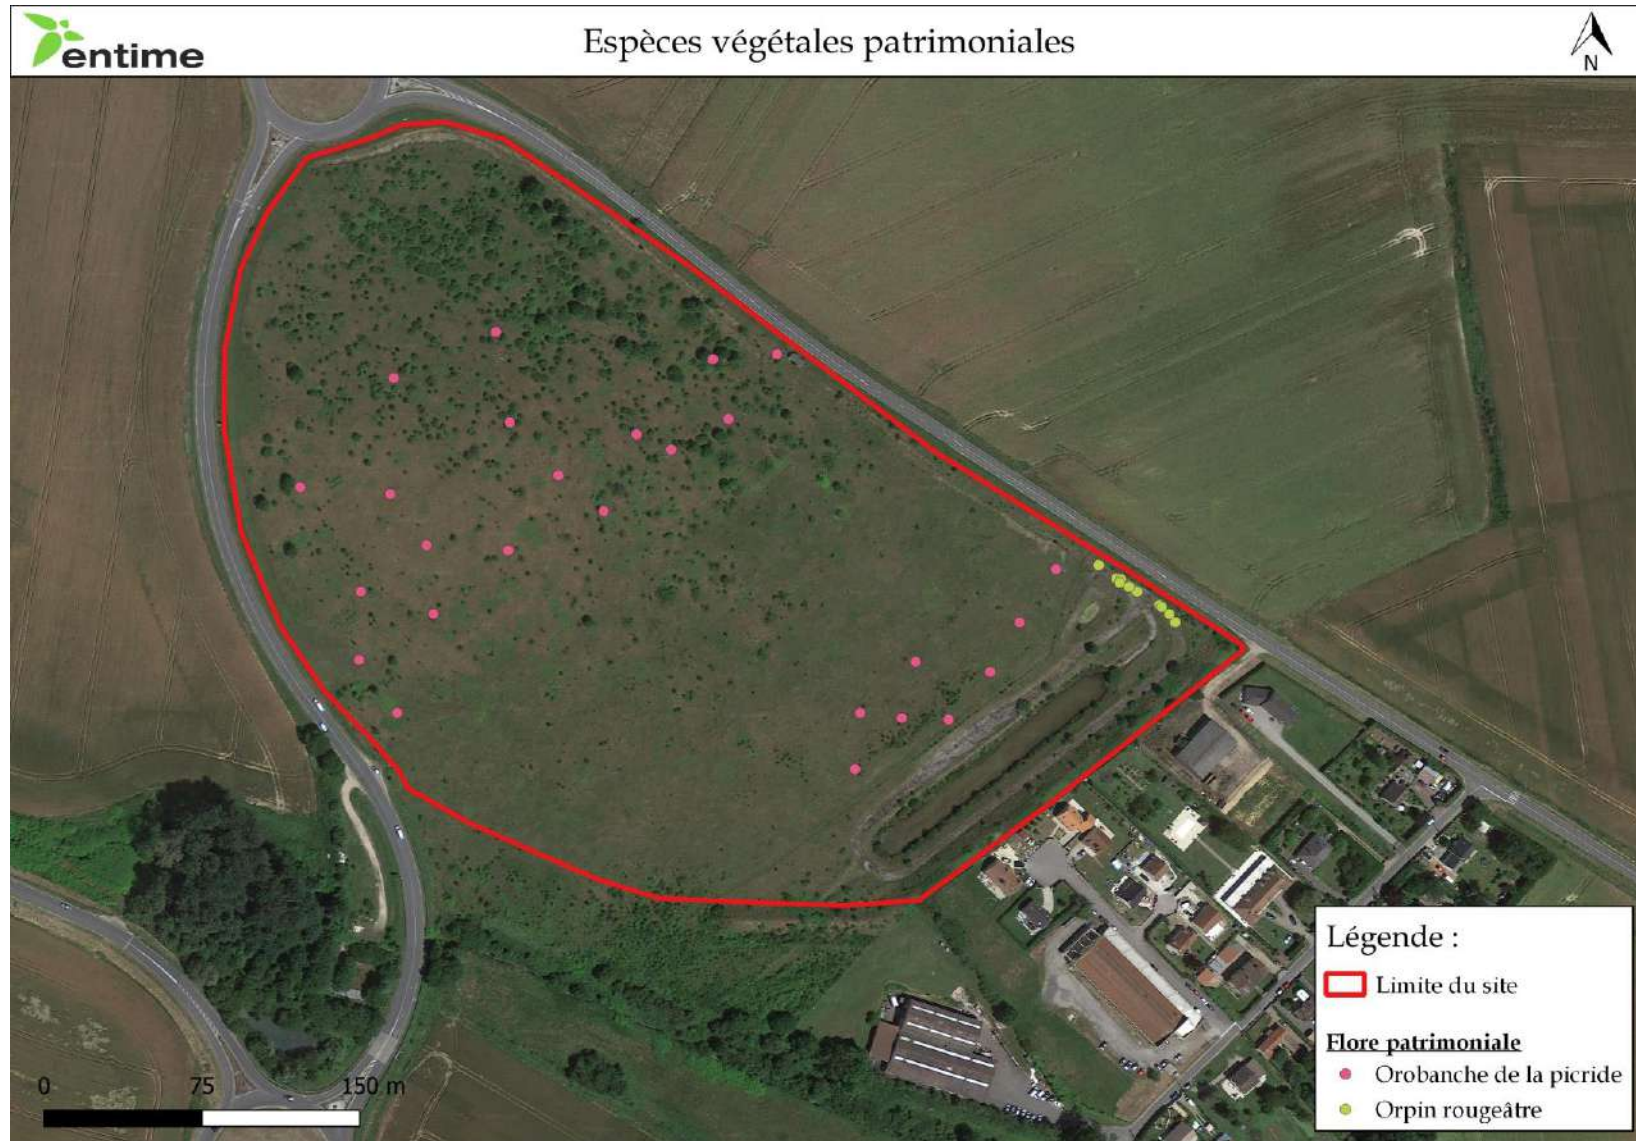 entime
Espèces végétales patrimoniales
N
Légende :
Limite du site
Flore patrimoniale
Orobanche de la picride
Orpin rougeâtre
0 75 150 m